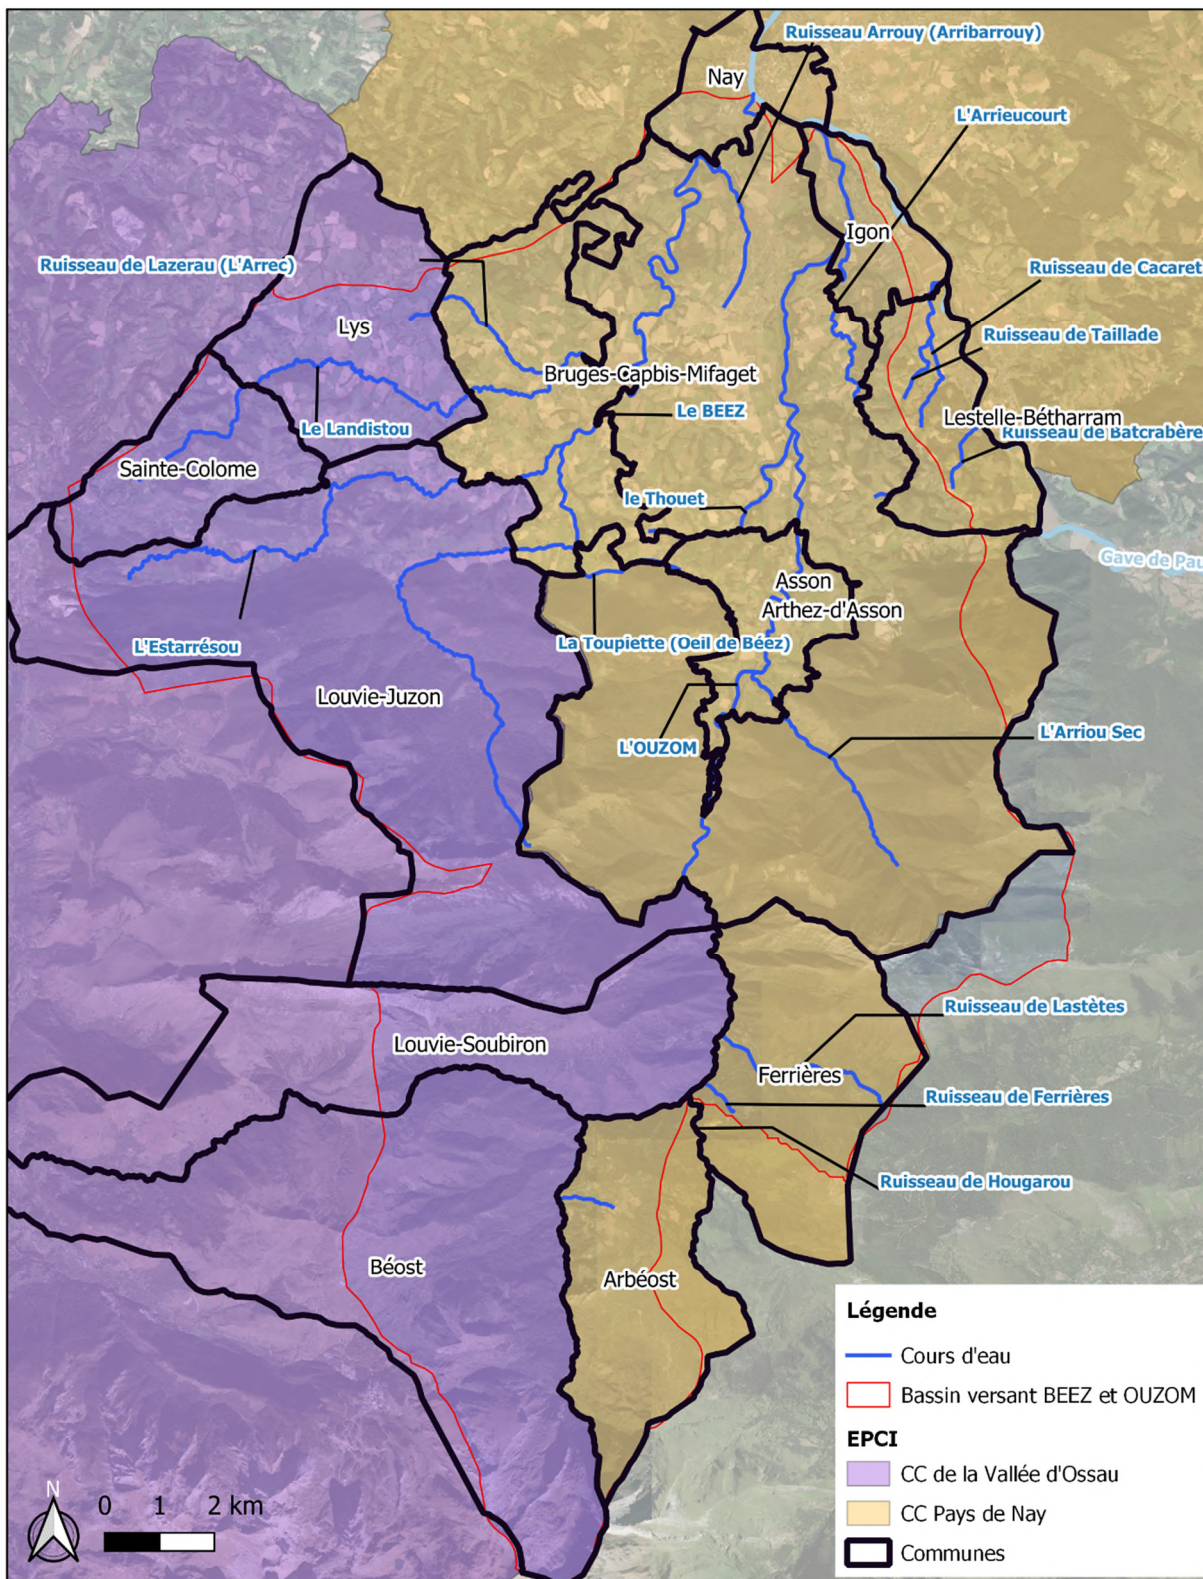 Ruisseau Arrouy (Arribarrouy)
Nay
L'Arrieucourt
Igon
Ruisseau de Lazerau (L'Arrec)
Ruisseau de Cacaret
Lys
Ruisseau de Taillade
Bruges-Capbis-Mifaget
Le BEEZ
Lestelle-Bétharram
Le Landistou
Ruisseau de Batcrabère
Sainte-Colome
le Thouet
Gave de Pau
Asson
Arthez-d'Asson
L'Estarrésou
La Toupiette (Oeil de Béez)
Louvie-Juzon
L'OUZOM
L'Arriou Sec
Ruisseau de Lastètes
Louvie-Soubiron
Ferrières
Ruisseau de Ferrières
Ruisseau de Hougarou
Béost
Arbéost
Légende
Cours d'eau
Bassin versant BEEZ et OUZOM
EPCI
CC de la Vallée d'Ossau
CC Pays de Nay
Communes
N
0 1 2 km